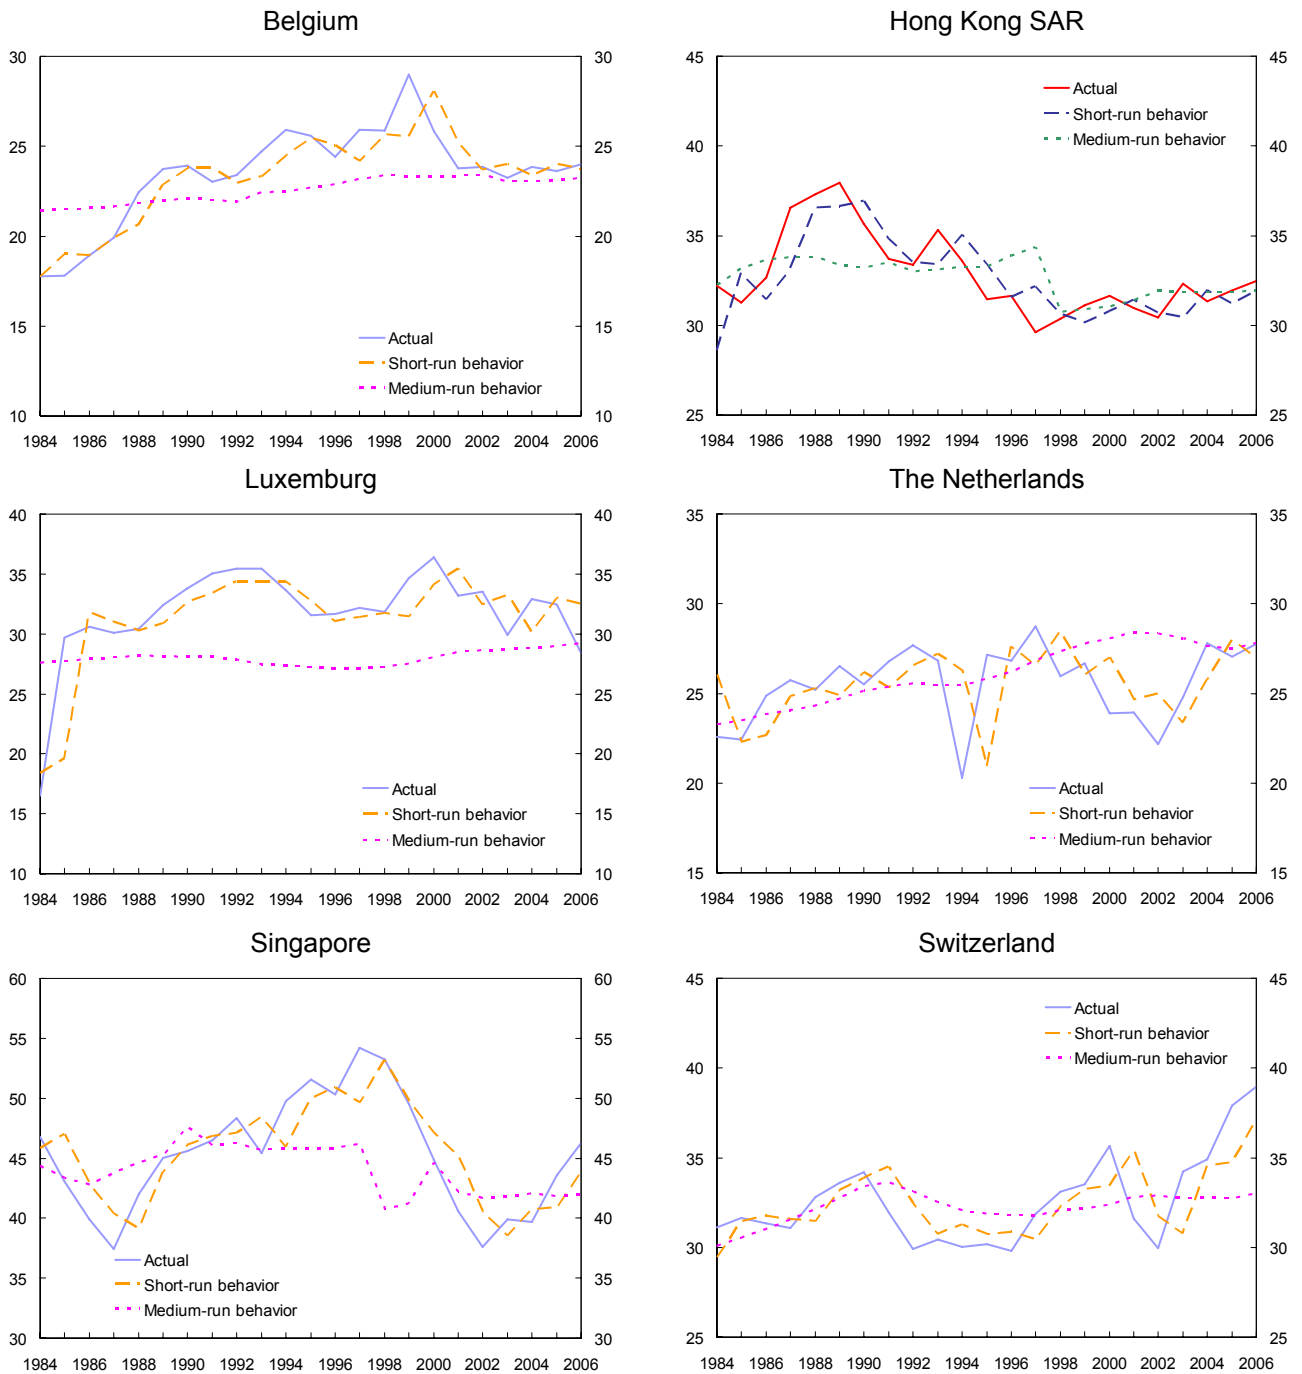 Belgium
30 30
25 25
20 20
15 15
10 10
Actual
Short-run behavior
Medium-run behavior
1984 1986 1988 1990 1992 1994 1996 1998 2000 2002 2004 2006
Hong Kong SAR
45 45
40 40
35 35
30 30
25 25
Actual
Short-run behavior
Medium-run behavior
1984 1986 1988 1990 1992 1994 1996 1998 2000 2002 2004 2006
Luxemburg
40 40
35 35
30 30
25 25
20 20
15 15
10 10
Actual
Short-run behavior
Medium-run behavior
1984 1986 1988 1990 1992 1994 1996 1998 2000 2002 2004 2006
The Netherlands
35 35
30 30
25 25
20 20
15 15
Actual
Short-run behavior
Medium-run behavior
1984 1986 1988 1990 1992 1994 1996 1998 2000 2002 2004 2006
Singapore
60 60
55 55
50 50
45 45
40 40
35 35
30 30
Actual
Short-run behavior
Medium-run behavior
1984 1986 1988 1990 1992 1994 1996 1998 2000 2002 2004 2006
Switzerland
45 45
40 40
35 35
30 30
25 25
Actual
Short-run behavior
Medium-run behavior
1984 1986 1988 1990 1992 1994 1996 1998 2000 2002 2004 2006